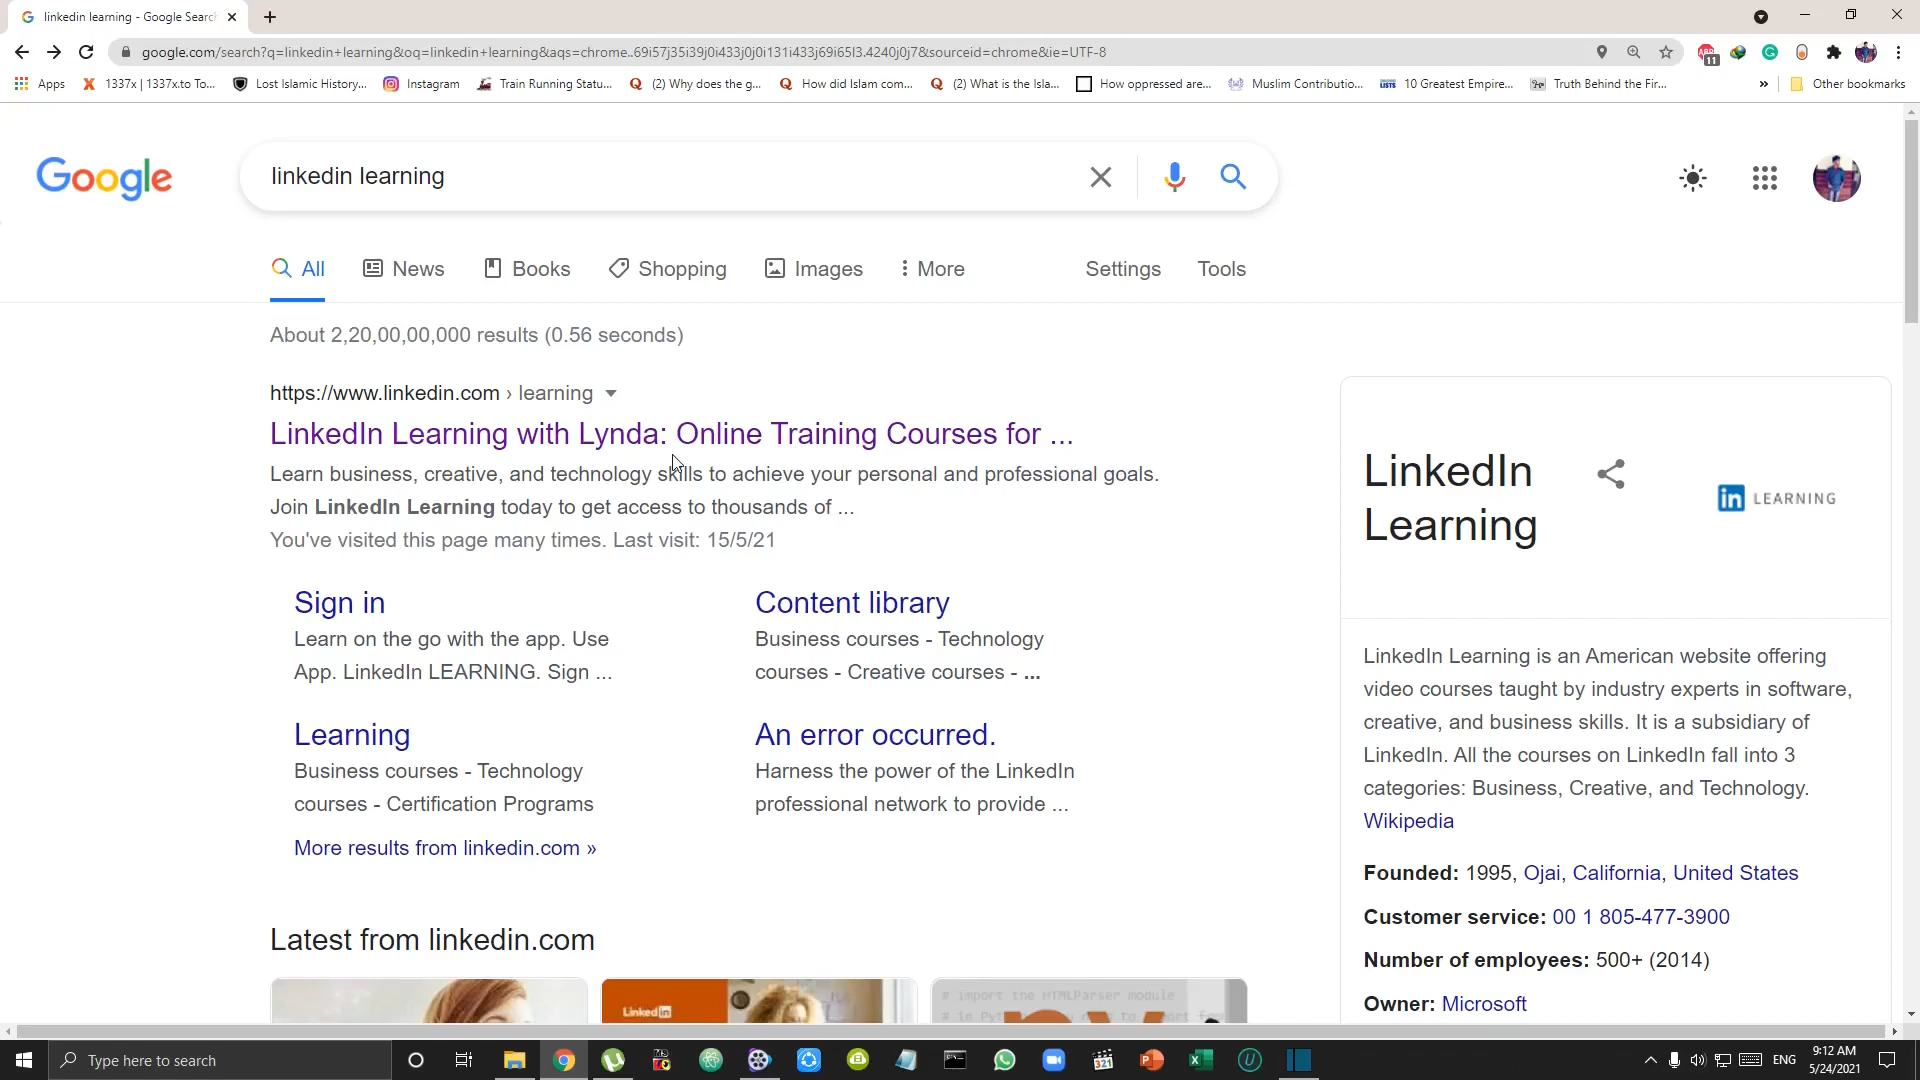 linkedin learning - Google Search
google.com/search?q=linkedin+learning&oq=linkedin+learning&aqs=chrome..69i57j35i39j0i433j0j0i131i433j69i65l3.4240j0j7&sourceid=chrome&ie=UTF-8
11
Apps
1337x | 1337x.to To...
Lost Islamic History...
Instagram
Train Running Statu...
(2) Why does the g...
How did Islam com...
(2) What is the Isla...
How oppressed are...
Muslim Contributio...
10 Greatest Empire...
Truth Behind the Fir...
»
Other bookmarks
Google
linkedin learning
All
News
Books
Shopping
Images
More
Settings
Tools
About 2,20,00,00,000 results (0.56 seconds)
https://www.linkedin.com › learning
LinkedIn Learning with Lynda: Online Training Courses for ...
Learn business, creative, and technology skills to achieve your personal and professional goals.
Join LinkedIn Learning today to get access to thousands of ...
You've visited this page many times. Last visit: 15/5/21
Sign in
Learn on the go with the app. Use
App. LinkedIn LEARNING. Sign ...
Content library
Business courses - Technology
courses - Creative courses - ...
Learning
Business courses - Technology
courses - Certification Programs
An error occurred.
Harness the power of the LinkedIn
professional network to provide ...
More results from linkedin.com »
Latest from linkedin.com
Linked in
# import the HTMLParser module
LinkedIn
Learning
in LEARNING
LinkedIn Learning is an American website offering
video courses taught by industry experts in software,
creative, and business skills. It is a subsidiary of
LinkedIn. All the courses on LinkedIn fall into 3
categories: Business, Creative, and Technology.
Wikipedia
Founded: 1995, Ojai, California, United States
Customer service: 00 1 805-477-3900
Number of employees: 500+ (2014)
Owner: Microsoft
Type here to search
321
ENG
9:12 AM
5/24/2021